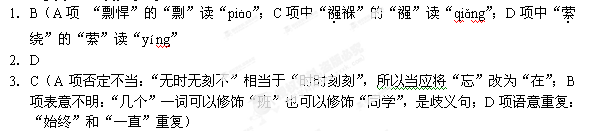 1. B（A项 “剽悍”的“剽”读“piāo”；C项中“襁褓”的“襁”读“qiǎng”；D项中“萦
绕”的“萦”读“yíng”
2. D
3. C（A 项否定不当：“无时无刻不”相当于“时时刻刻”，所以当应将“忘”改为“在”；B
项表意不明：“几个”一词可以修饰“班”也可以修饰“同学”，是歧义句；D 项语意重复：
“始终”和“一直”重复）